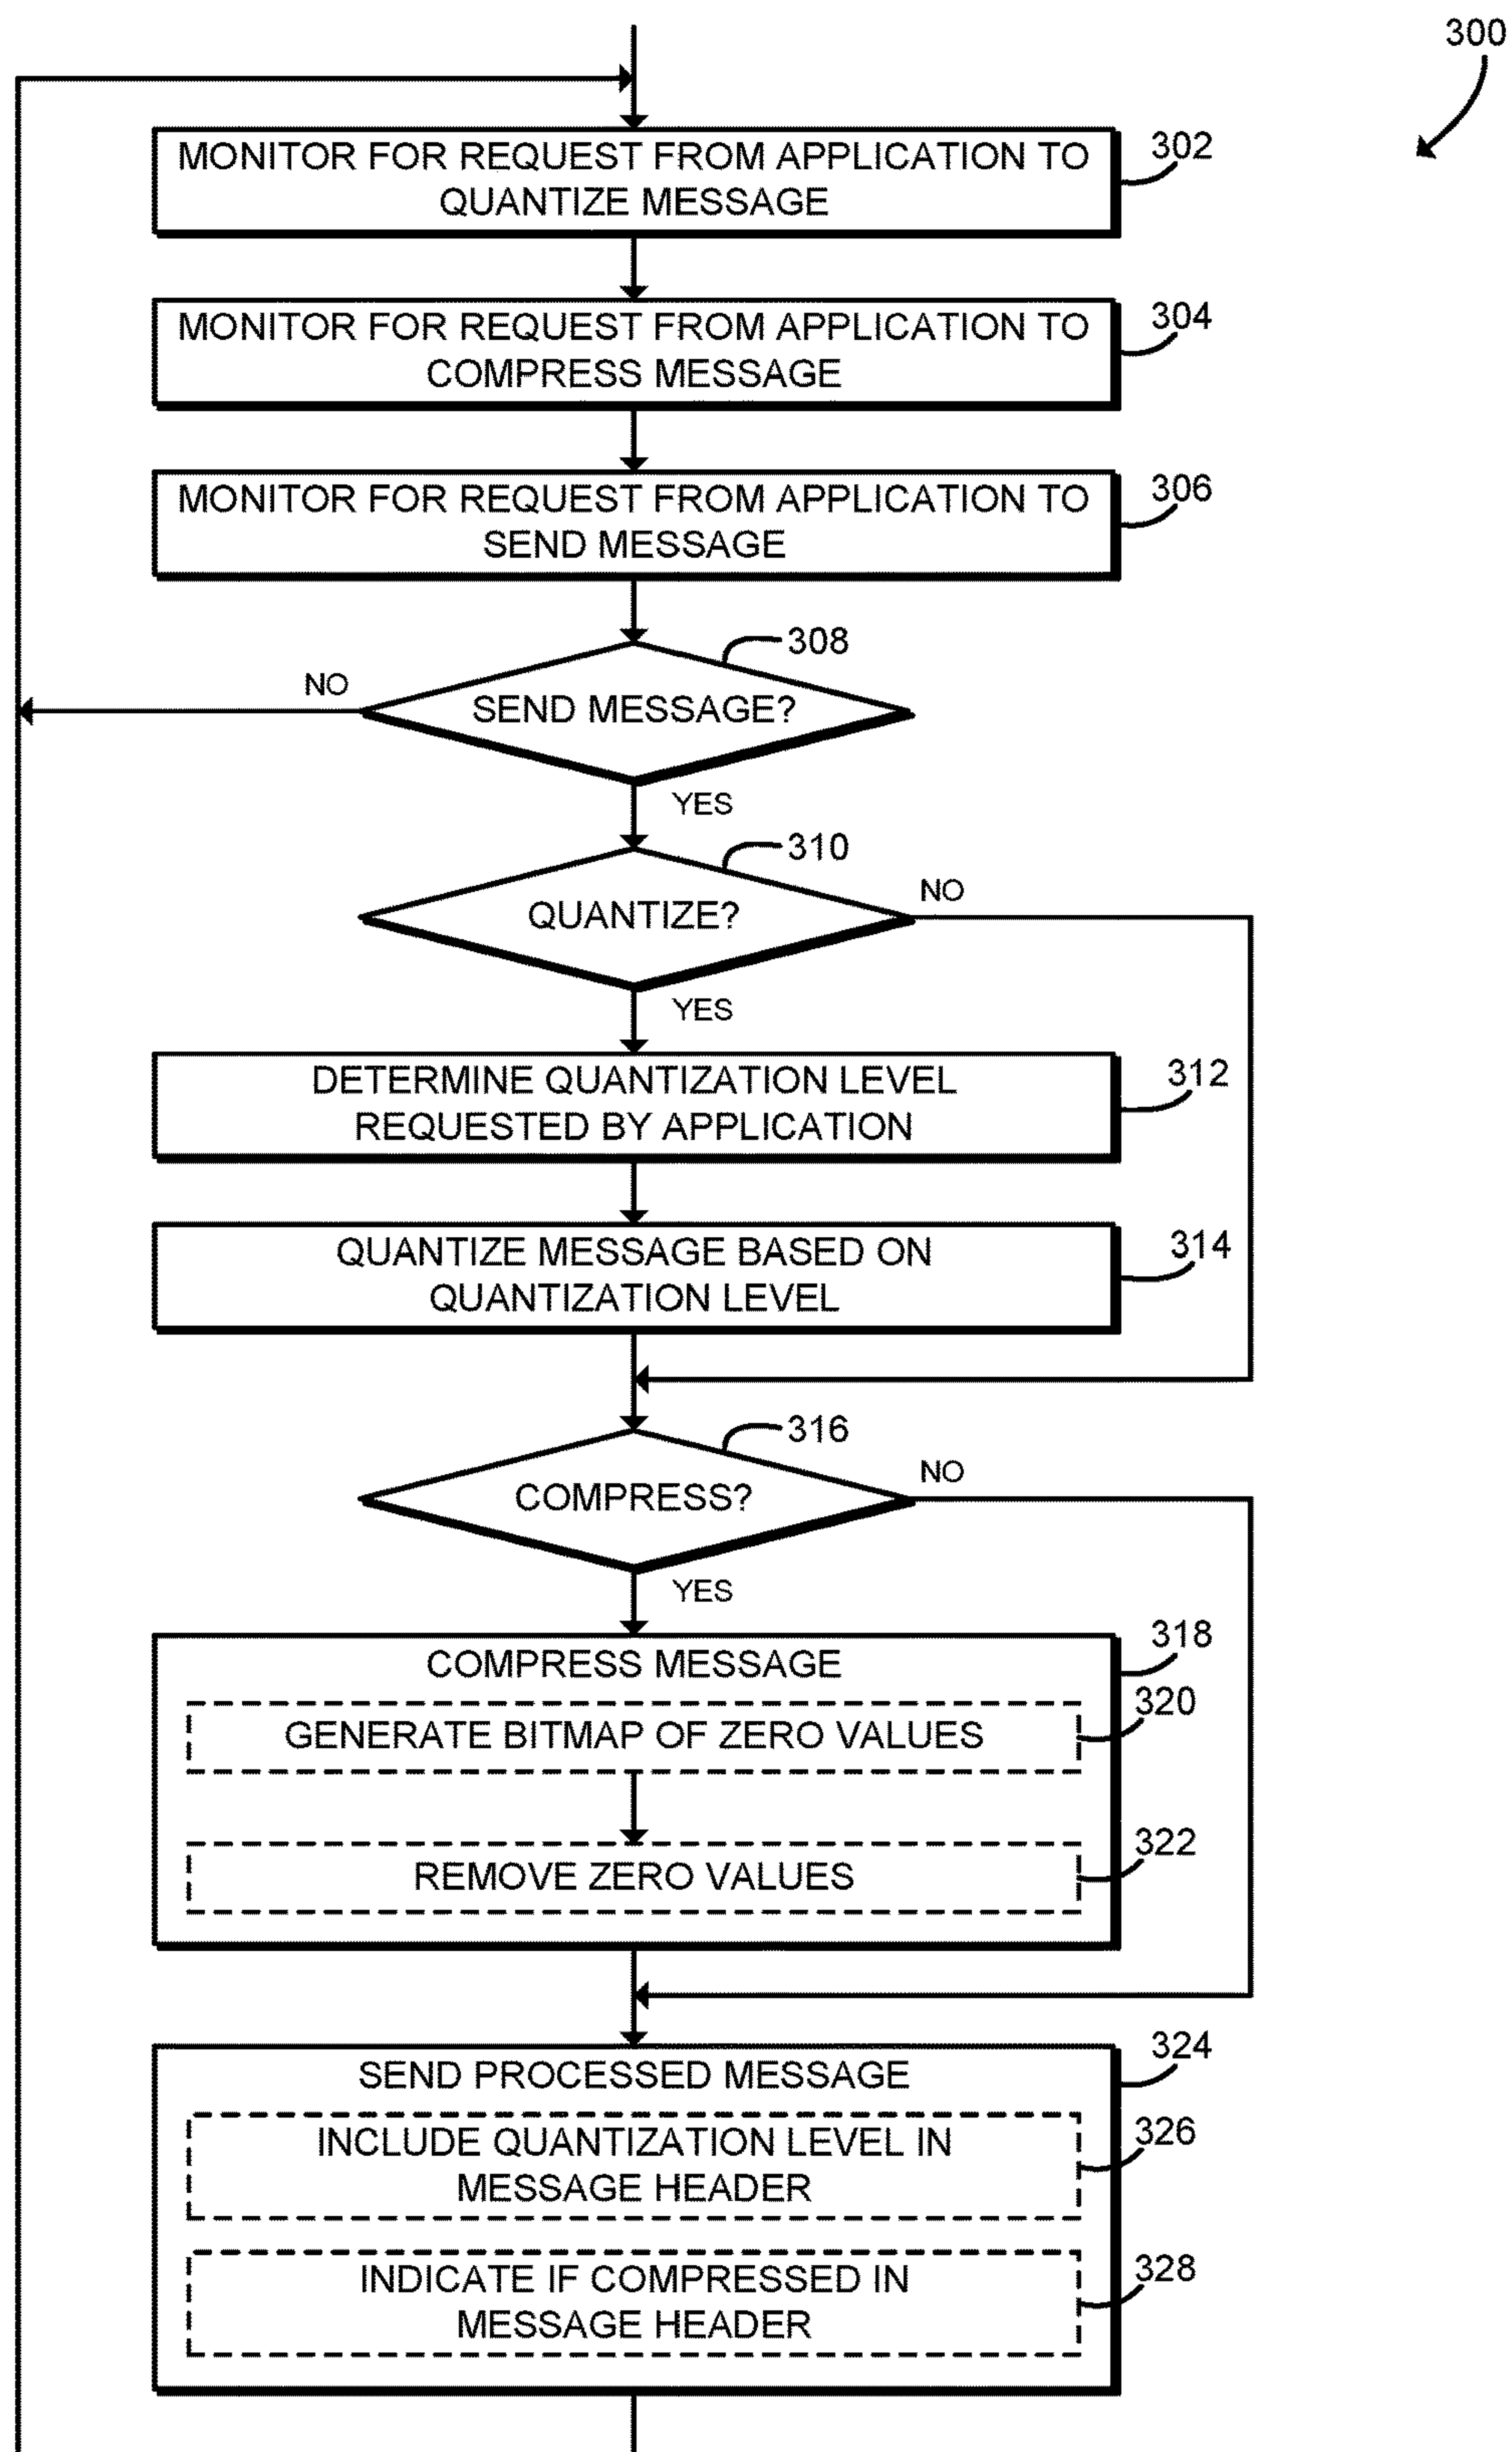 300
MONITOR FOR REQUEST FROM APPLICATION TO
QUANTIZE MESSAGE
302
MONITOR FOR REQUEST FROM APPLICATION TO
COMPRESS MESSAGE
304
MONITOR FOR REQUEST FROM APPLICATION TO
SEND MESSAGE
306
308
NO
SEND MESSAGE?
YES
310
NO
QUANTIZE?
YES
DETERMINE QUANTIZATION LEVEL
REQUESTED BY APPLICATION
312
QUANTIZE MESSAGE BASED ON
QUANTIZATION LEVEL
314
316
NO
COMPRESS?
YES
COMPRESS MESSAGE
318
GENERATE BITMAP OF ZERO VALUES
320
REMOVE ZERO VALUES
322
SEND PROCESSED MESSAGE
324
INCLUDE QUANTIZATION LEVEL IN
MESSAGE HEADER
326
INDICATE IF COMPRESSED IN
MESSAGE HEADER
328